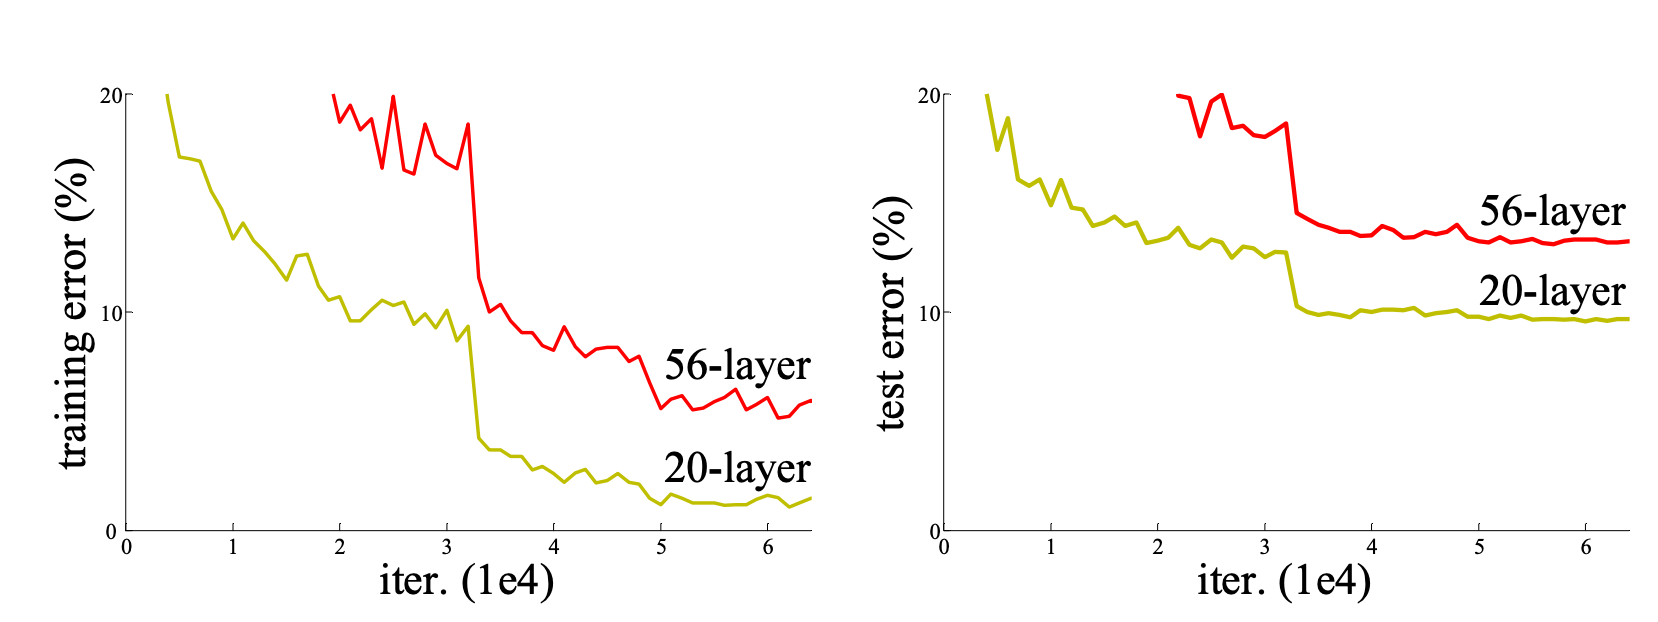 training error (%)
20
10
0
56-layer
20-layer
0 1 2 3 4 5 6
iter. (1e4)
test error (%)
20
10
0
56-layer
20-layer
0 1 2 3 4 5 6
iter. (1e4)